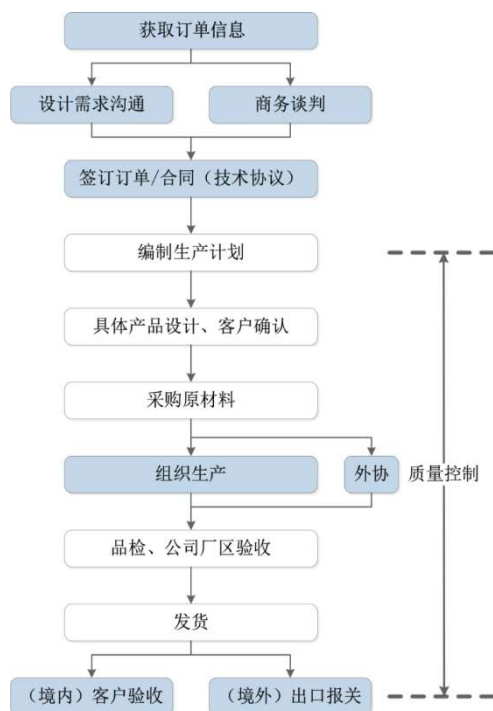 获取订单信息
设计需求沟通
商务谈判
签订订单/合同（技术协议）
编制生产计划
具体产品设计、客户确认
采购原材料
组织生产
外协
质量控制
品检、公司厂区验收
发货
（境内）客户验收
（境外）出口报关